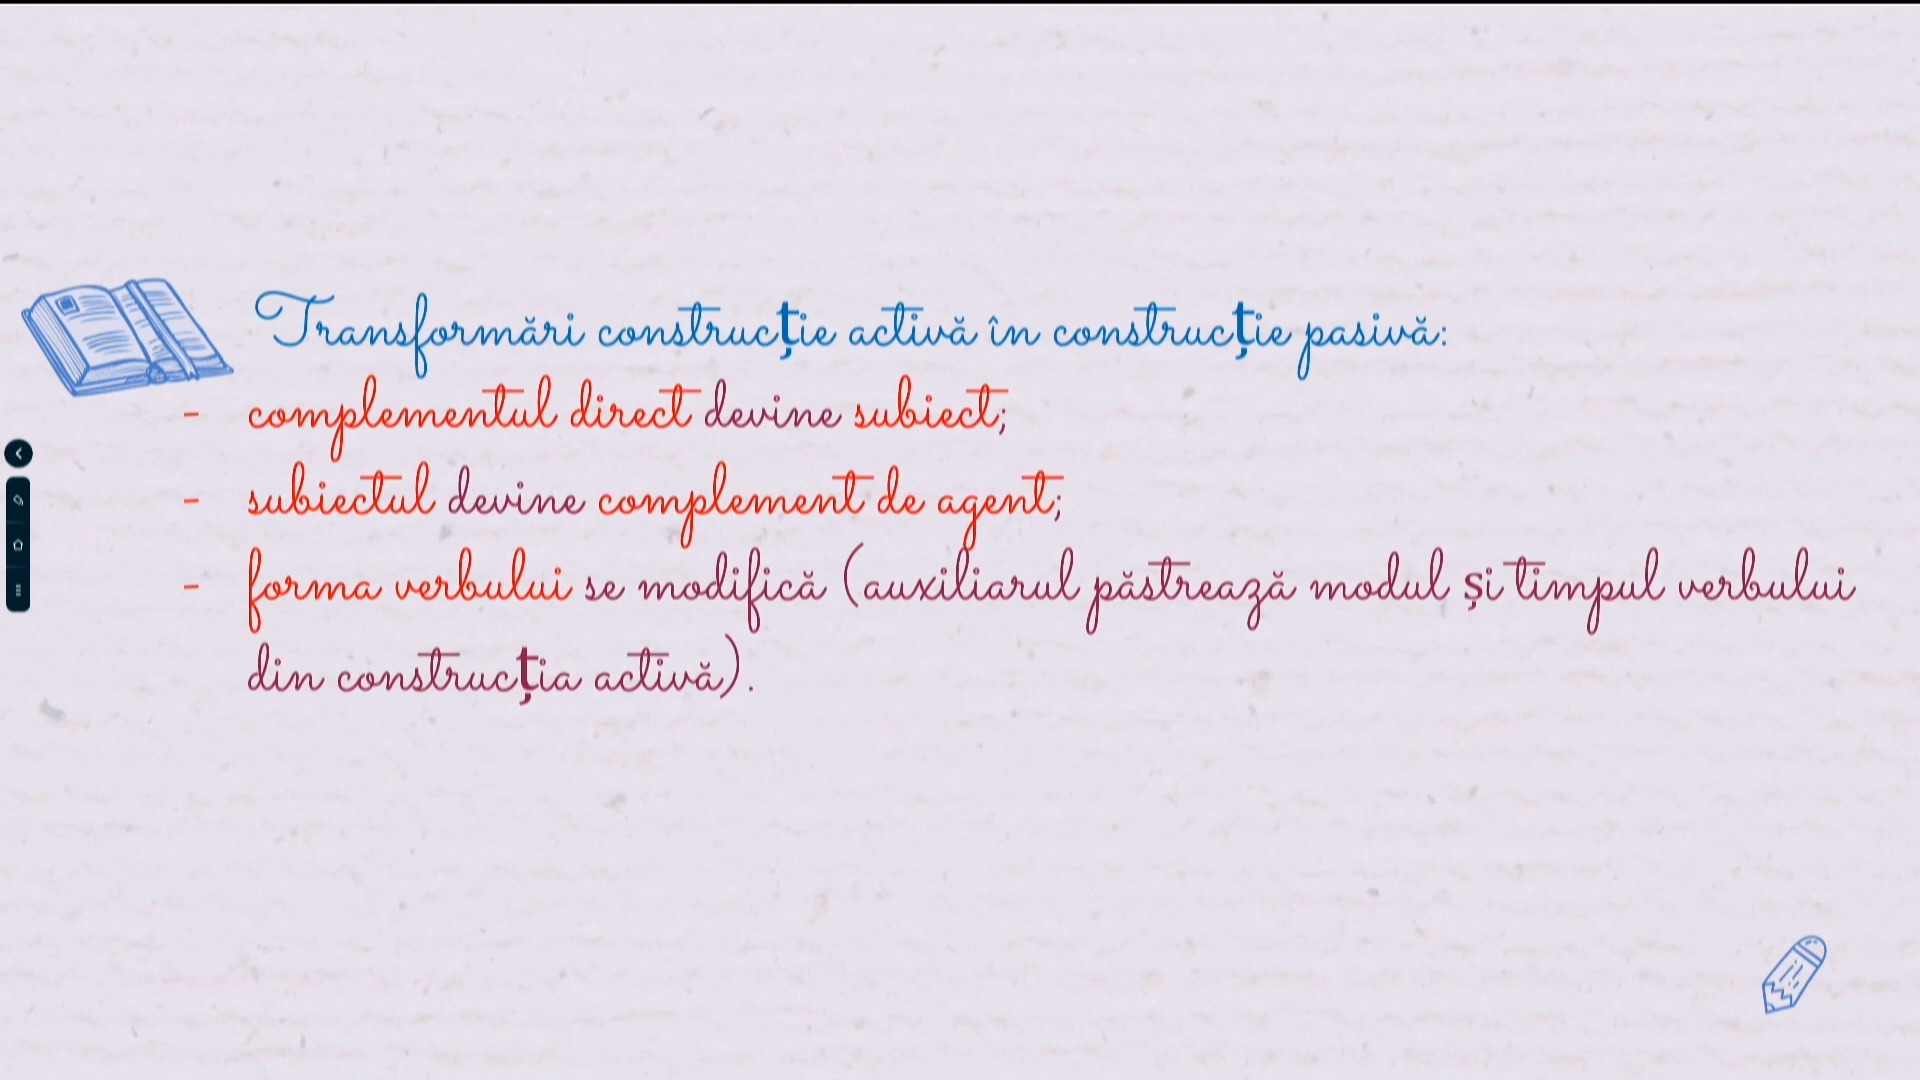 Transformări construcție activă în construcție pasivă:
- complementul direct devine subiect;
- subiectul devine complement de agent;
- forma verbului se modifică (auxiliarul păstrează modul și timpul verbului
din construcția activă).